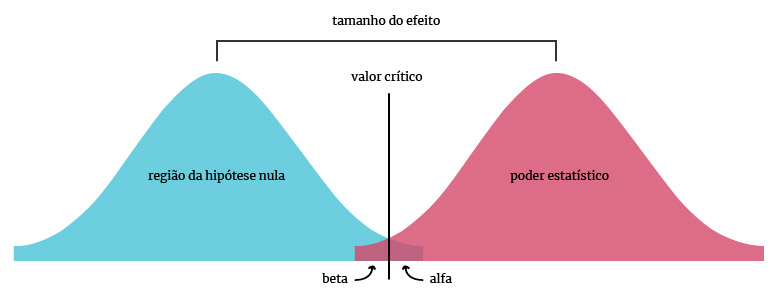 tamanho do efeito
valor crítico
região da hipótese nula
poder estatístico
beta
alfa